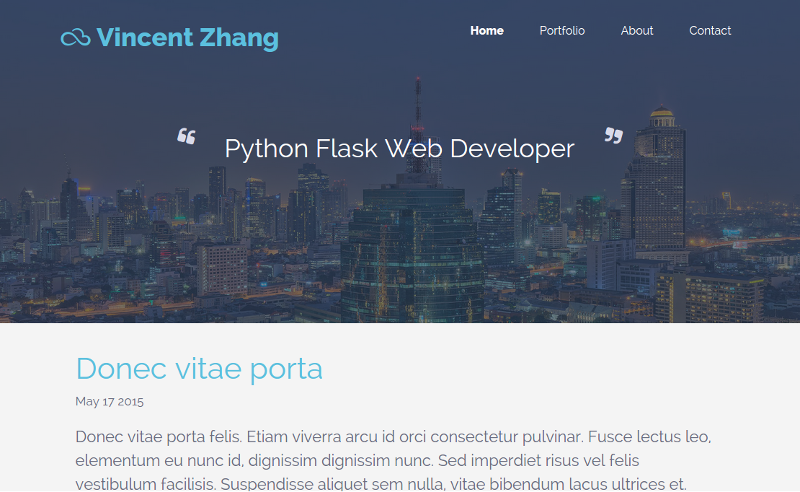 Vincent Zhang
Home Portfolio About Contact
“ Python Flask Web Developer ”
Donec vitae porta
May 17 2015
Donec vitae porta felis. Etiam viverra arcu id orci consectetur pulvinar. Fusce lectus leo,
elementum eu nunc id, dignissim dignissim nunc. Sed imperdiet risus vel felis
vestibulum facilisis. Suspendisse aliquet sem nulla, vitae bibendum lacus ultrices et.